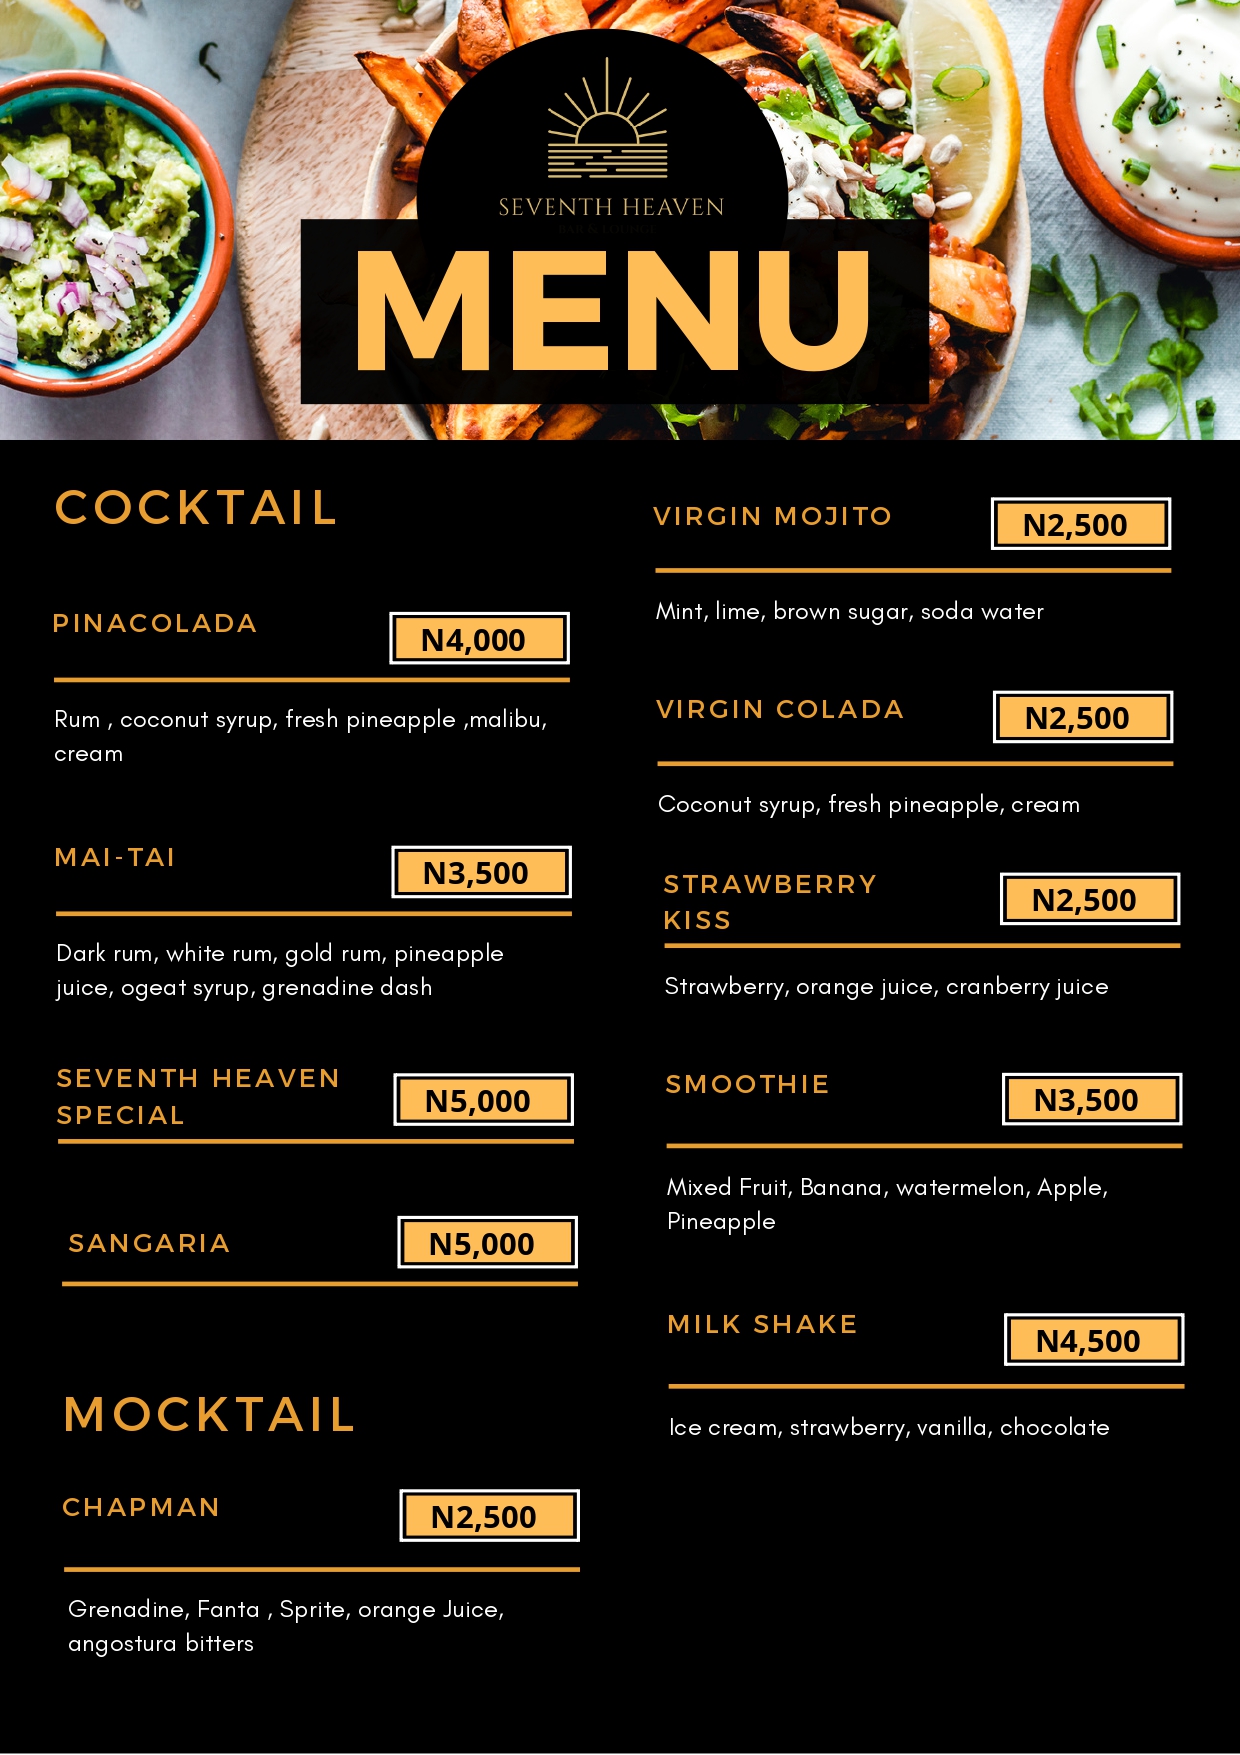 SEVENTH HEAVEN
BAR & LOUNGE
MENU
COCKTAIL
PINACOLADA
N4,000
Rum , coconut syrup, fresh pineapple ,malibu,
cream
MAI-TAI
N3,500
Dark rum, white rum, gold rum, pineapple
juice, ogeat syrup, grenadine dash
SEVENTH HEAVEN
SPECIAL
N5,000
SANGARIA
N5,000
MOCKTAIL
CHAPMAN
N2,500
Grenadine, Fanta , Sprite, orange Juice,
angostura bitters
VIRGIN MOJITO
N2,500
Mint, lime, brown sugar, soda water
VIRGIN COLADA
N2,500
Coconut syrup, fresh pineapple, cream
STRAWBERRY
KISS
N2,500
Strawberry, orange juice, cranberry juice
SMOOTHIE
N3,500
Mixed Fruit, Banana, watermelon, Apple,
Pineapple
MILK SHAKE
N4,500
Ice cream, strawberry, vanilla, chocolate